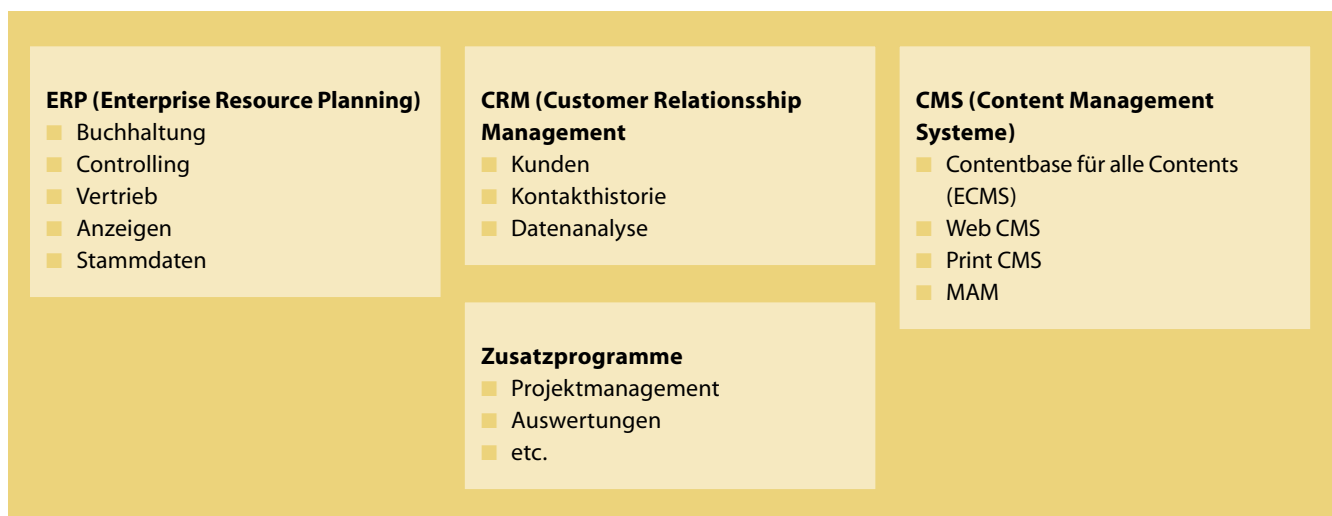 ERP (Enterprise Resource Planning)
Buchhaltung
Controlling
Vertrieb
Anzeigen
Stammdaten
CRM (Customer Relationsship
Management
Kunden
Kontakthistorie
Datenanalyse
CMS (Content Management
Systeme)
Contentbase für alle Contents
(ECMS)
Web CMS
Print CMS
MAM
Zusatzprogramme
Projektmanagement
Auswertungen
etc.